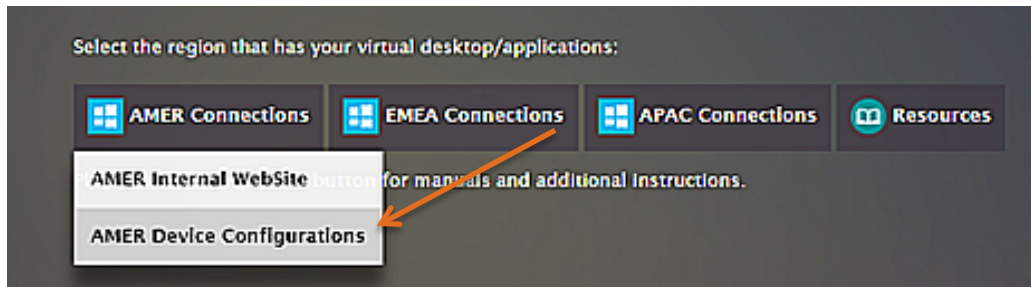 Select the region that has your virtual desktop/applications:
AMER Connections EMEA Connections APAC Connections Resources
AMER Internal WebSite button for manuals and additional instructions.
AMER Device Configurations